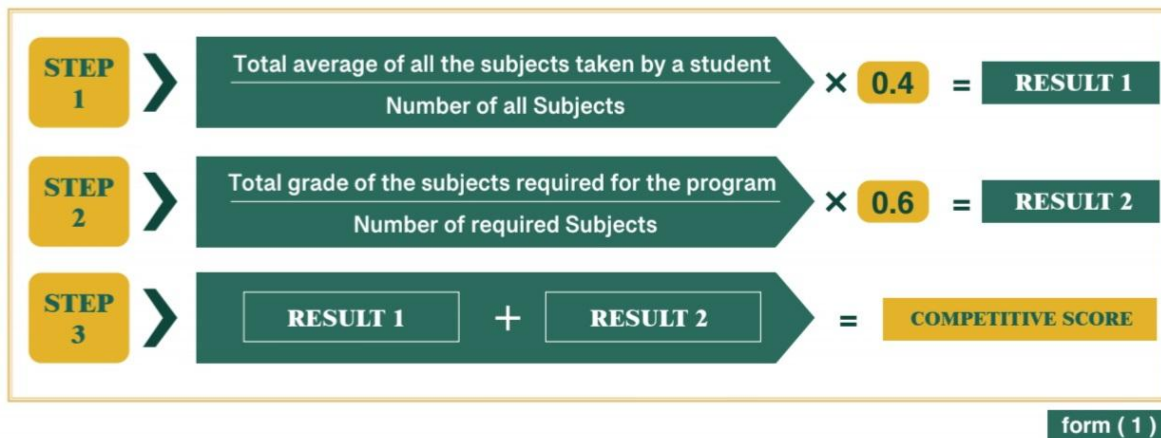 STEP 1
Total average of all the subjects taken by a student
Number of all Subjects
× 0.4 = RESULT 1
STEP 2
Total grade of the subjects required for the program
Number of required Subjects
× 0.6 = RESULT 2
STEP 3
RESULT 1 + RESULT 2 = COMPETITIVE SCORE
form ( 1 )